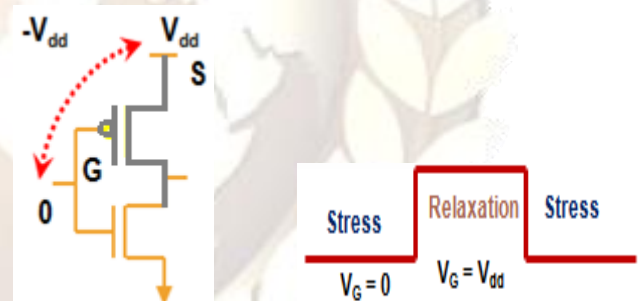 -Vdd
Vdd
S
G
0
Stress
Relaxation
Stress
VG = 0
VG = Vdd